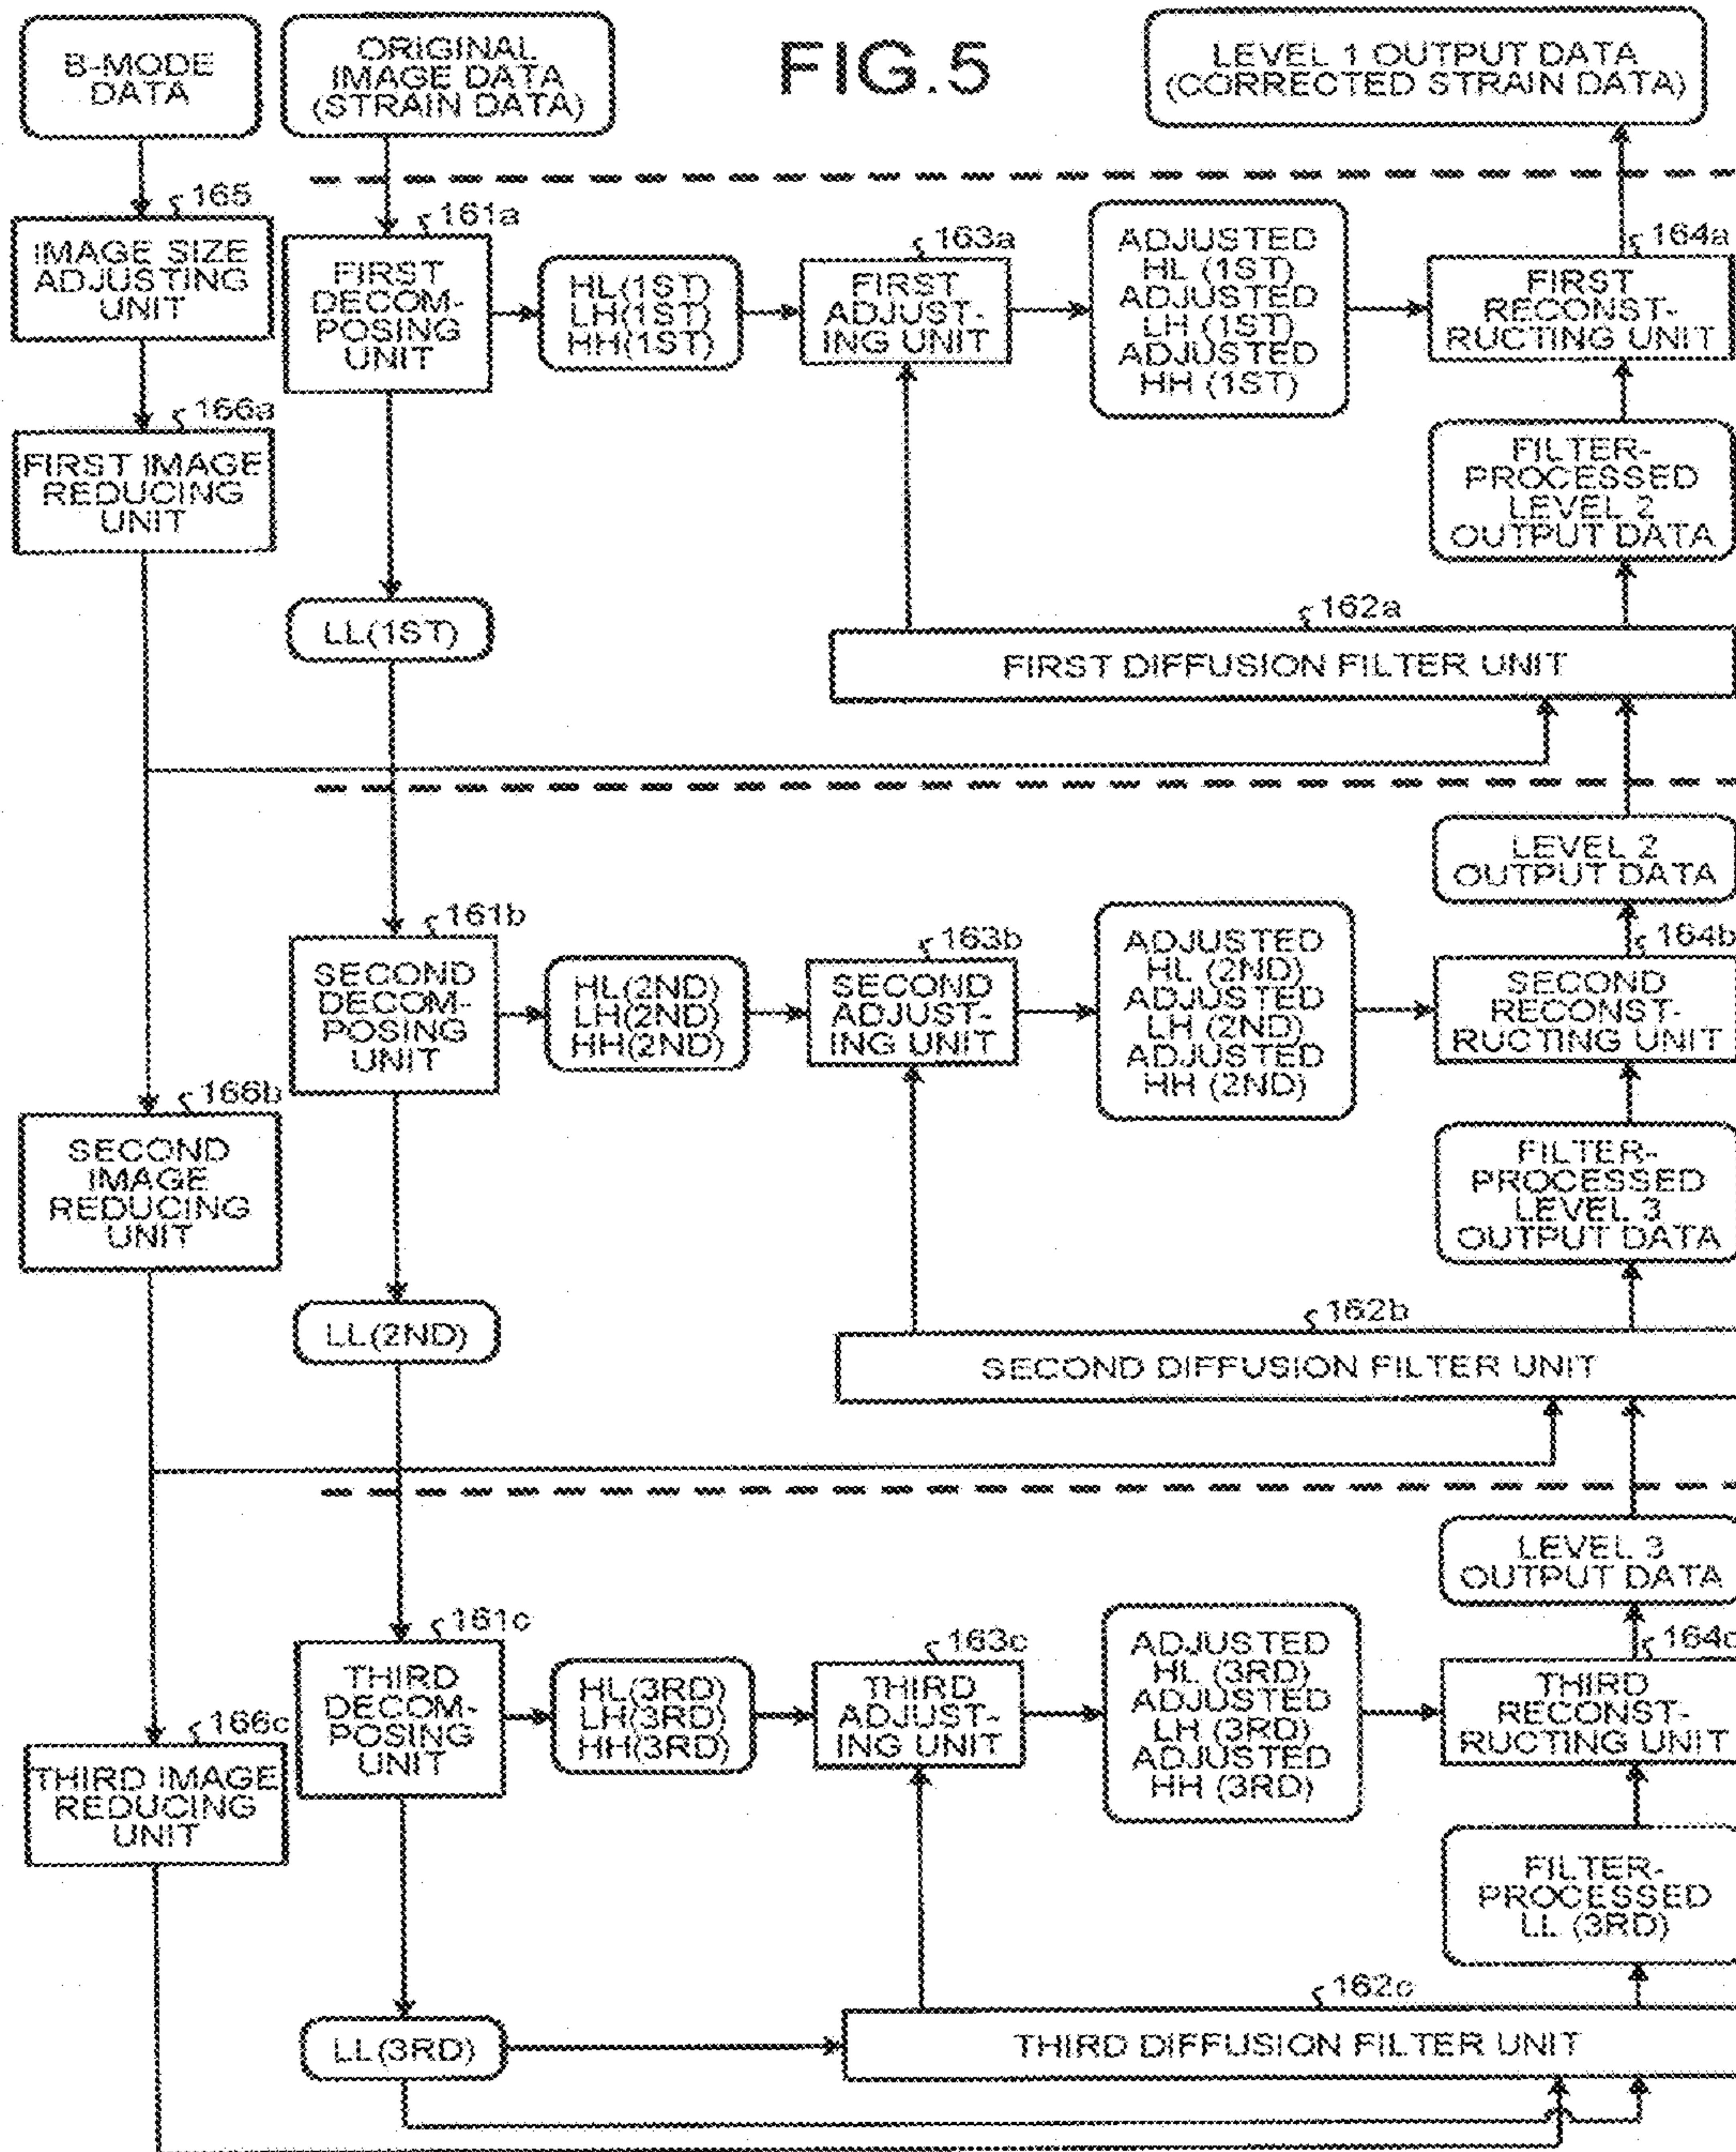 B-MODE
DATA
ORIGINAL
IMAGE DATA
(STRAIN DATA)
FIG.5
LEVEL 1 OUTPUT DATA
(CORRECTED STRAIN DATA)
165
IMAGE SIZE
ADJUSTING
UNIT
161a
FIRST
DECOM-
POSING
UNIT
HL(1ST)
LH(1ST)
HH(1ST)
163a
FIRST
ADJUST-
ING UNIT
ADJUSTED
HL (1ST)
ADJUSTED
LH (1ST)
ADJUSTED
HH (1ST)
164a
FIRST
RECONST-
RUCTING UNIT
166a
FIRST IMAGE
REDUCING
UNIT
FILTER-
PROCESSED
LEVEL 2
OUTPUT DATA
LL(1ST)
162a
FIRST DIFFUSION FILTER UNIT
LEVEL 2
OUTPUT DATA
161b
SECOND
DECOM-
POSING
UNIT
HL(2ND)
LH(2ND)
HH(2ND)
163b
SECOND
ADJUST-
ING UNIT
ADJUSTED
HL (2ND)
ADJUSTED
LH (2ND)
ADJUSTED
HH (2ND)
164b
SECOND
RECONST-
RUCTING UNIT
166b
SECOND
IMAGE
REDUCING
UNIT
FILTER-
PROCESSED
LEVEL 3
OUTPUT DATA
LL(2ND)
162b
SECOND DIFFUSION FILTER UNIT
LEVEL 3
OUTPUT DATA
161c
THIRD
DECOM-
POSING
UNIT
HL(3RD)
LH(3RD)
HH(3RD)
163c
THIRD
ADJUST-
ING UNIT
ADJUSTED
HL (3RD)
ADJUSTED
LH (3RD)
ADJUSTED
HH (3RD)
164c
THIRD
RECONST-
RUCTING UNIT
166c
THIRD IMAGE
REDUCING
UNIT
FILTER-
PROCESSED
LL (3RD)
LL(3RD)
162c
THIRD DIFFUSION FILTER UNIT